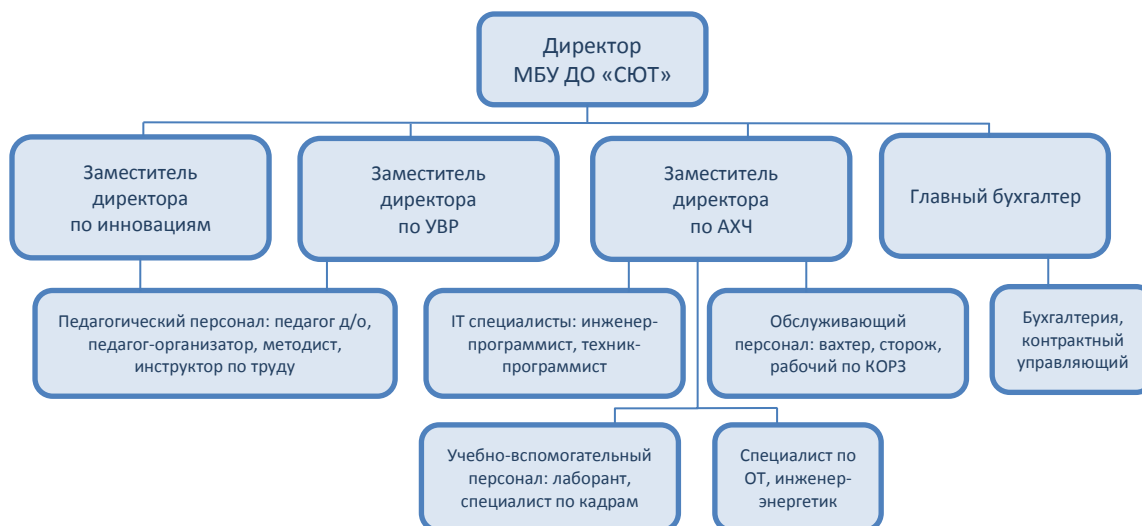 Директор
МБУ ДО «СЮТ»
Заместитель
директора
по инновациям
Заместитель
директора
по УВР
Заместитель
директора
по АХЧ
Главный бухгалтер
Педагогический персонал: педагог д/о,
педагог-организатор, методист,
инструктор по труду
IT специалисты: инженер-
программист, техник-
программист
Обслуживающий
персонал: вахтер, сторож,
рабочий по КОРЗ
Бухгалтерия,
контрактный
управляющий
Учебно-вспомогательный
персонал: лаборант,
специалист по кадрам
Специалист по
ОТ, инженер-
энергетик